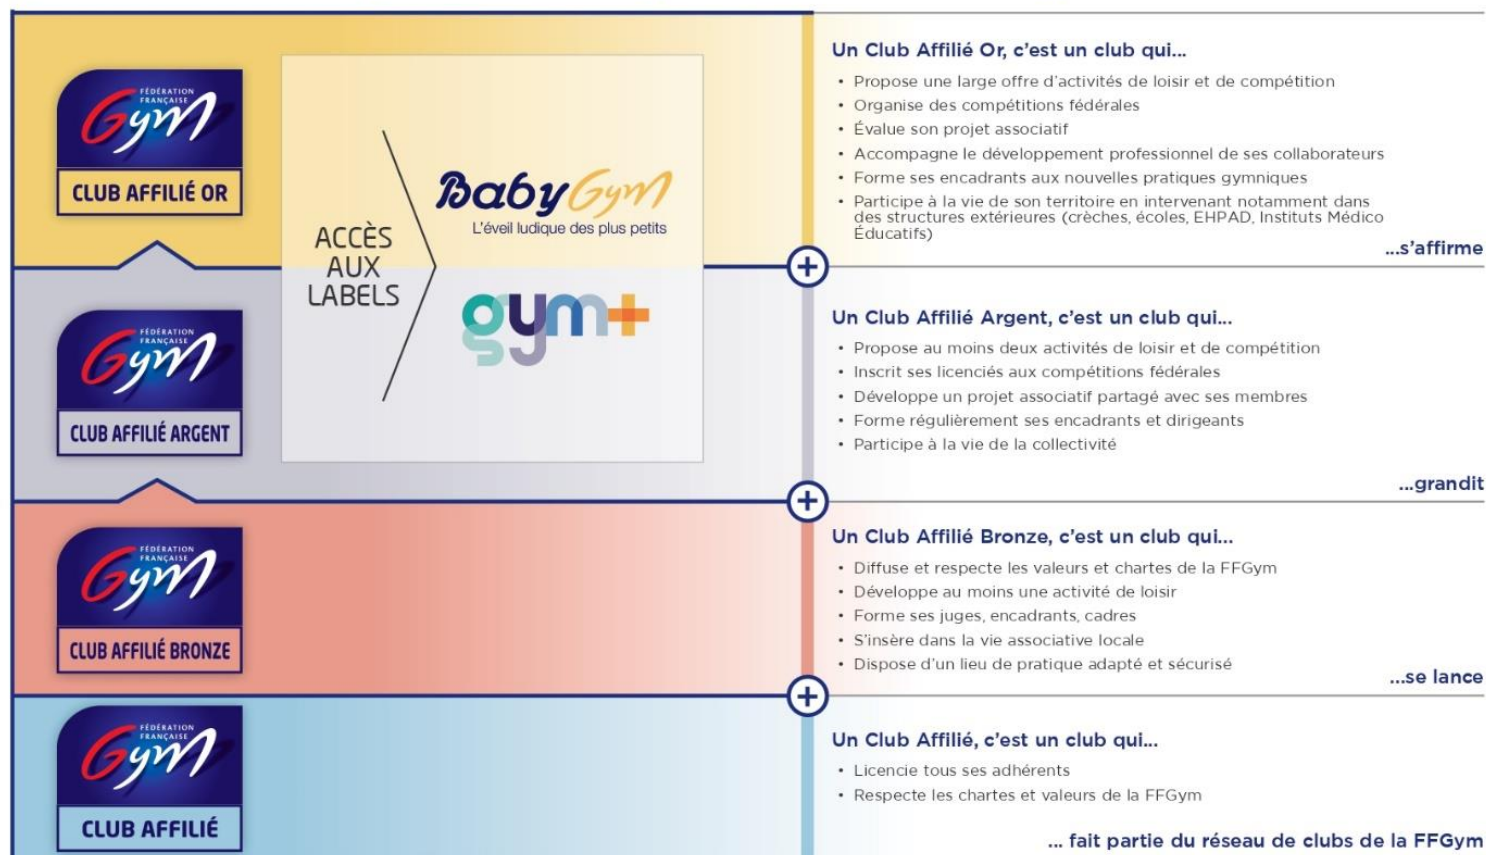 FÉDÉRATION
FRANÇAISE
Gym
CLUB AFFILIÉ OR
ACCÈS
AUX
LABELS
BabyGym
L'éveil ludique des plus petits
gym+
Un Club Affilié Or, c'est un club qui...
• Propose une large offre d'activités de loisir et de compétition
• Organise des compétitions fédérales
• Évalue son projet associatif
• Accompagne le développement professionnel de ses collaborateurs
• Forme ses encadrants aux nouvelles pratiques gymniques
• Participe à la vie de son territoire en intervenant notamment dans
des structures extérieures (crèches, écoles, EHPAD, Instituts Médico
Éducatifs)
...s'affirme
FÉDÉRATION
FRANÇAISE
Gym
CLUB AFFILIÉ ARGENT
Un Club Affilié Argent, c'est un club qui...
• Propose au moins deux activités de loisir et de compétition
• Inscrit ses licenciés aux compétitions fédérales
• Développe un projet associatif partagé avec ses membres
• Forme régulièrement ses encadrants et dirigeants
• Participe à la vie de la collectivité
...grandit
FÉDÉRATION
FRANÇAISE
Gym
CLUB AFFILIÉ BRONZE
Un Club Affilié Bronze, c'est un club qui...
• Diffuse et respecte les valeurs et chartes de la FFGym
• Développe au moins une activité de loisir
• Forme ses juges, encadrants, cadres
• S'insère dans la vie associative locale
• Dispose d'un lieu de pratique adapté et sécurisé
...se lance
FÉDÉRATION
FRANÇAISE
Gym
CLUB AFFILIÉ
Un Club Affilié, c'est un club qui...
• Licencie tous ses adhérents
• Respecte les chartes et valeurs de la FFGym
... fait partie du réseau de clubs de la FFGym